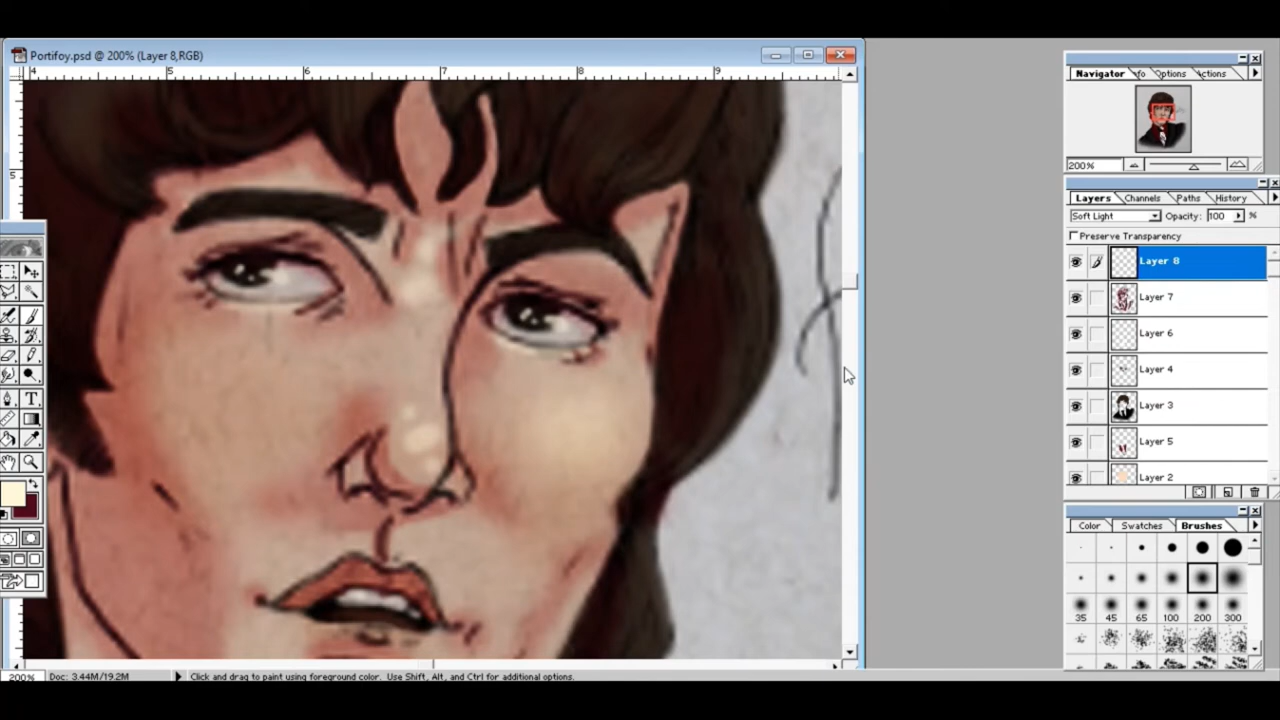 Portifoy.psd @ 200% (Layer 8,RGB)
4 5 6 7 8 9
5
Navigator fo Options Actions
200%
Layers Channels Paths History
Soft Light Opacity: 100 %
Preserve Transparency
Layer 8
Layer 7
Layer 6
Layer 4
Layer 3
Layer 5
Layer 2
Color Swatches Brushes
35 45 65 100 200 300
200% Doc: 3.44M/19.2M Click and drag to paint using foreground color. Use Shift, Alt, and Ctrl for additional options.